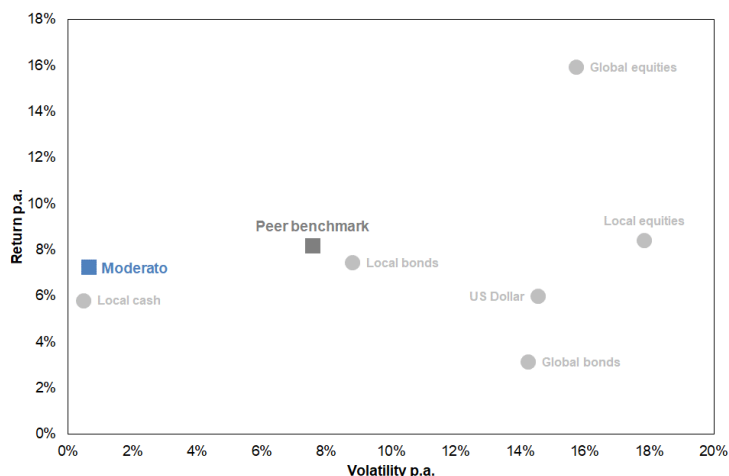 18%
16%
Global equities
14%
12%
10%
Return p.a.
Peer benchmark
Local equities
8%
Moderato
Local bonds
6%
Local cash
US Dollar
4%
Global bonds
2%
0%
0% 2% 4% 6% 8% 10% 12% 14% 16% 18% 20%
Volatility p.a.